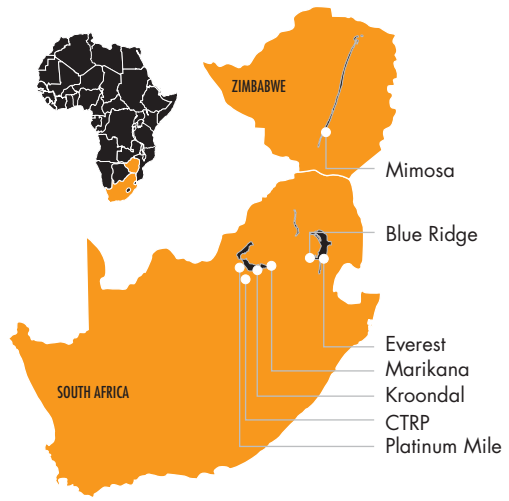 ZIMBABWE
Mimosa
Blue Ridge
Everest
Marikana
SOUTH AFRICA
Kroondal
CTRP
Platinum Mile